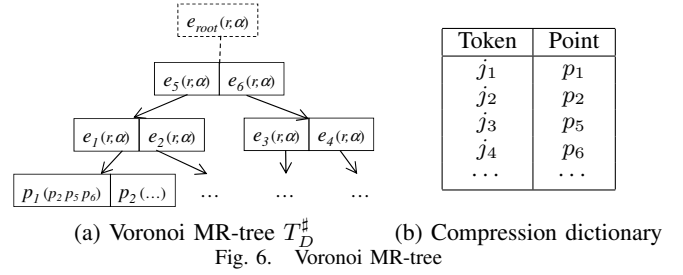 e_root(r,α)
e_5(r,α) e_6(r,α)
e_1(r,α) e_2(r,α) e_3(r,α) e_4(r,α)
p_1(p_2 p_5 p_6) p_2(...) ... ... ...
(a) Voronoi MR-tree T_D^♯
Token Point
j_1 p_1
j_2 p_2
j_3 p_5
j_4 p_6
... ...
(b) Compression dictionary
Fig. 6. Voronoi MR-tree